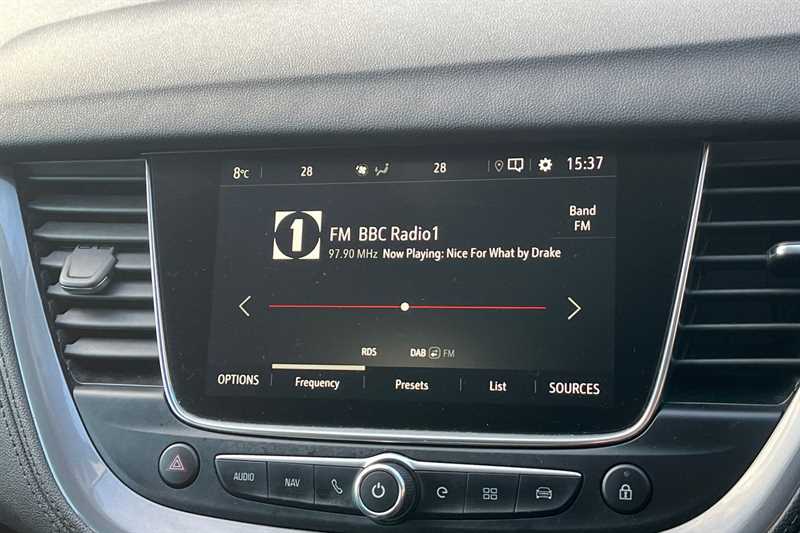 8°C 28 28 15:37
1
FM BBC Radio1
97.90 MHz Now Playing: Nice For What by Drake
Band
FM
RDS DAB FM
OPTIONS Frequency Presets List SOURCES
AUDIO NAV